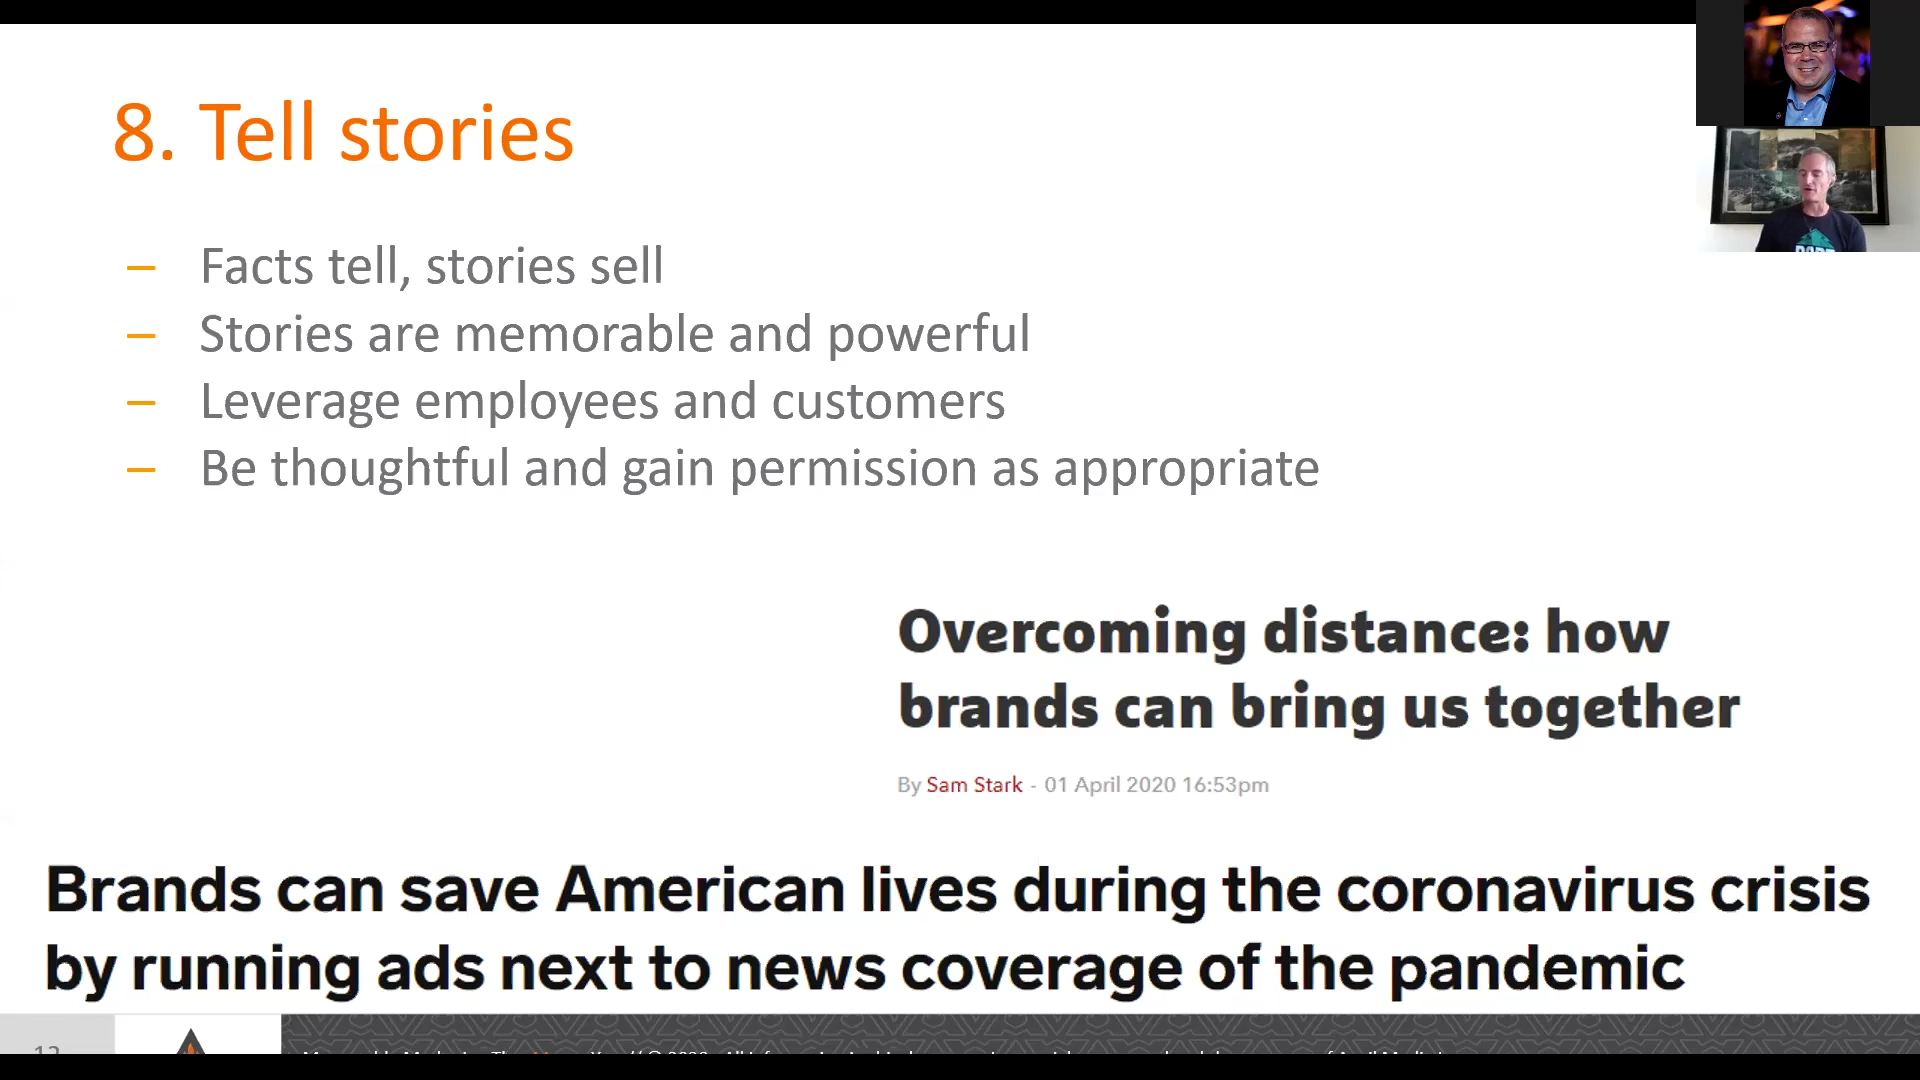 8. Tell stories
– Facts tell, stories sell
– Stories are memorable and powerful
– Leverage employees and customers
– Be thoughtful and gain permission as appropriate
Overcoming distance: how
brands can bring us together
By Sam Stark - 01 April 2020 16:53pm
Brands can save American lives during the coronavirus crisis
by running ads next to news coverage of the pandemic